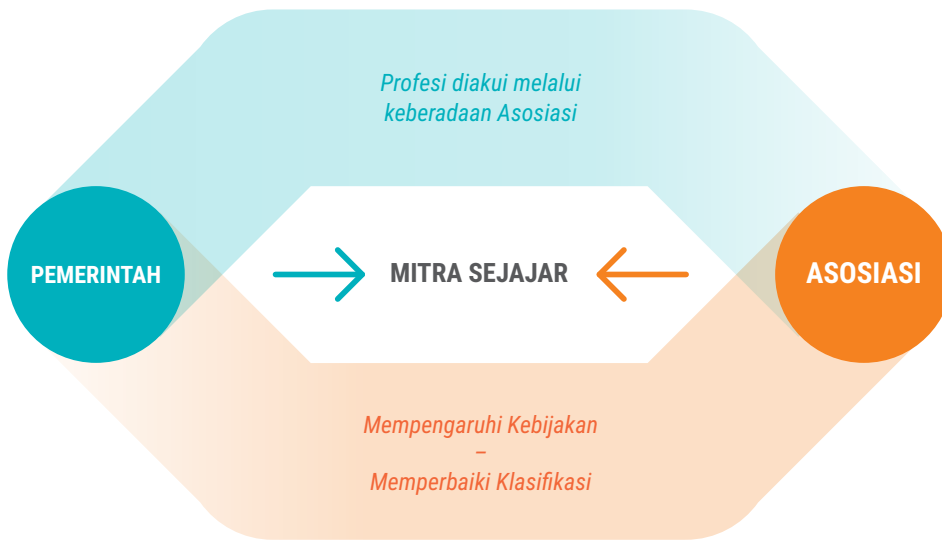 Profesi diakui melalui
keberadaan Asosiasi
PEMERINTAH
MITRA SEJAJAR
ASOSIASI
Mempengaruhi Kebijakan
–
Memperbaiki Klasifikasi